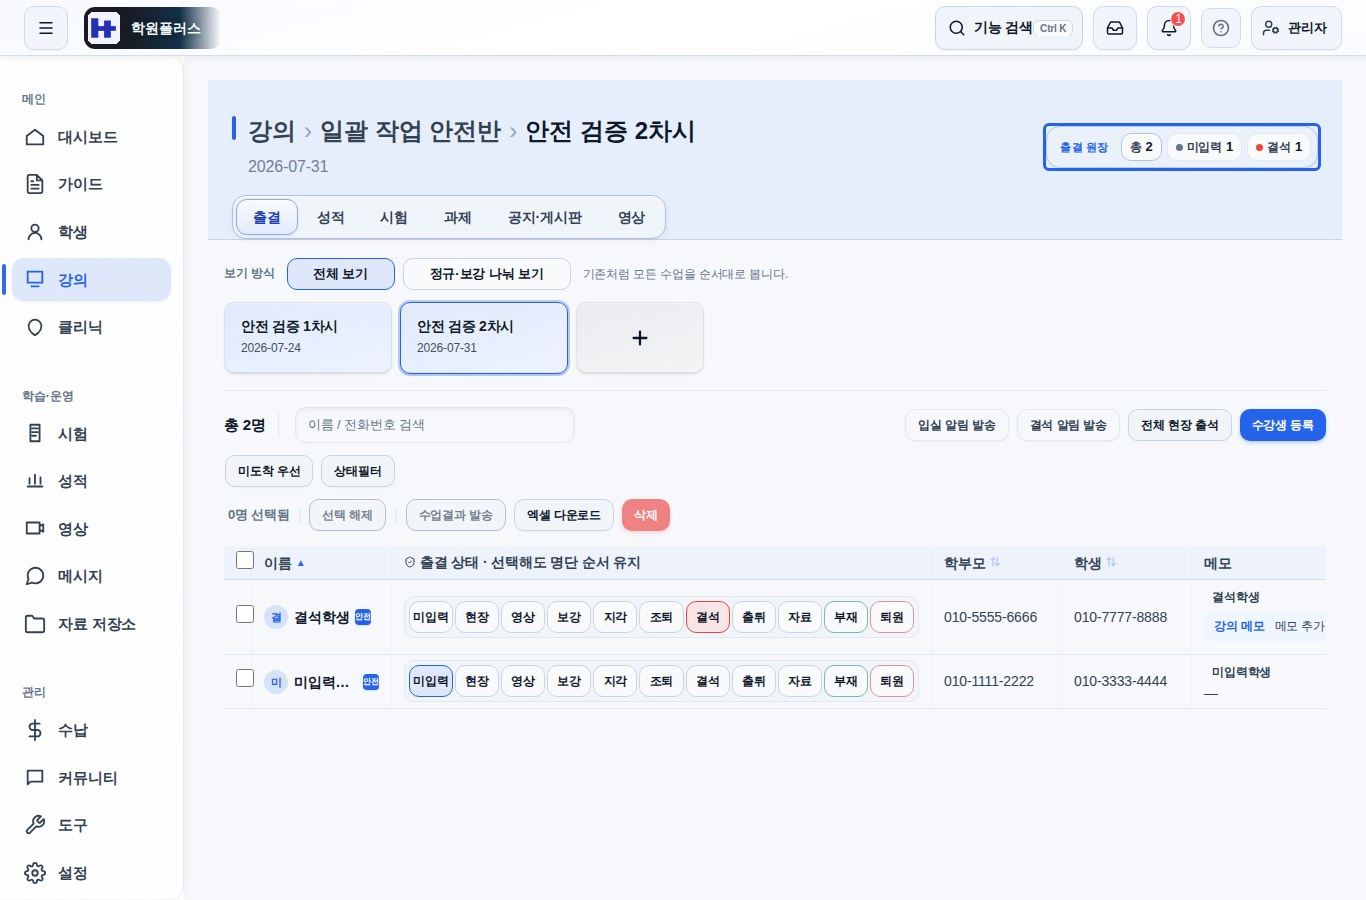 학원플러스
기능 검색 Ctrl K
1
관리자
메인
대시보드
가이드
학생
강의
클리닉
학습·운영
시험
성적
영상
메시지
자료 저장소
관리
수납
커뮤니티
도구
설정
강의 › 일괄 작업 안전반 › 안전 검증 2차시
2026-07-31
출결 원장 총 2 미입력 1 결석 1
출결 성적 시험 과제 공지·게시판 영상
보기 방식 전체 보기 정규·보강 나눠 보기 기존처럼 모든 수업을 순서대로 봅니다.
안전 검증 1차시
2026-07-24
안전 검증 2차시
2026-07-31
+
총 2명 이름 / 전화번호 검색 입실 알림 발송 결석 알림 발송 전체 현장 출석 수강생 등록
미도착 우선 상태필터
0명 선택됨 선택 해제 수업결과 발송 엑셀 다운로드 삭제
이름 ▲ 출결 상태 · 선택해도 명단 순서 유지 학부모 ⇅ 학생 ⇅ 메모
결 결석학생 안전 미입력 현장 영상 보강 지각 조퇴 결석 출튀 자료 부재 퇴원 010-5555-6666 010-7777-8888 결석학생
강의 메모 메모 추가
미 미입력... 안전 미입력 현장 영상 보강 지각 조퇴 결석 출튀 자료 부재 퇴원 010-1111-2222 010-3333-4444 미입력학생
—